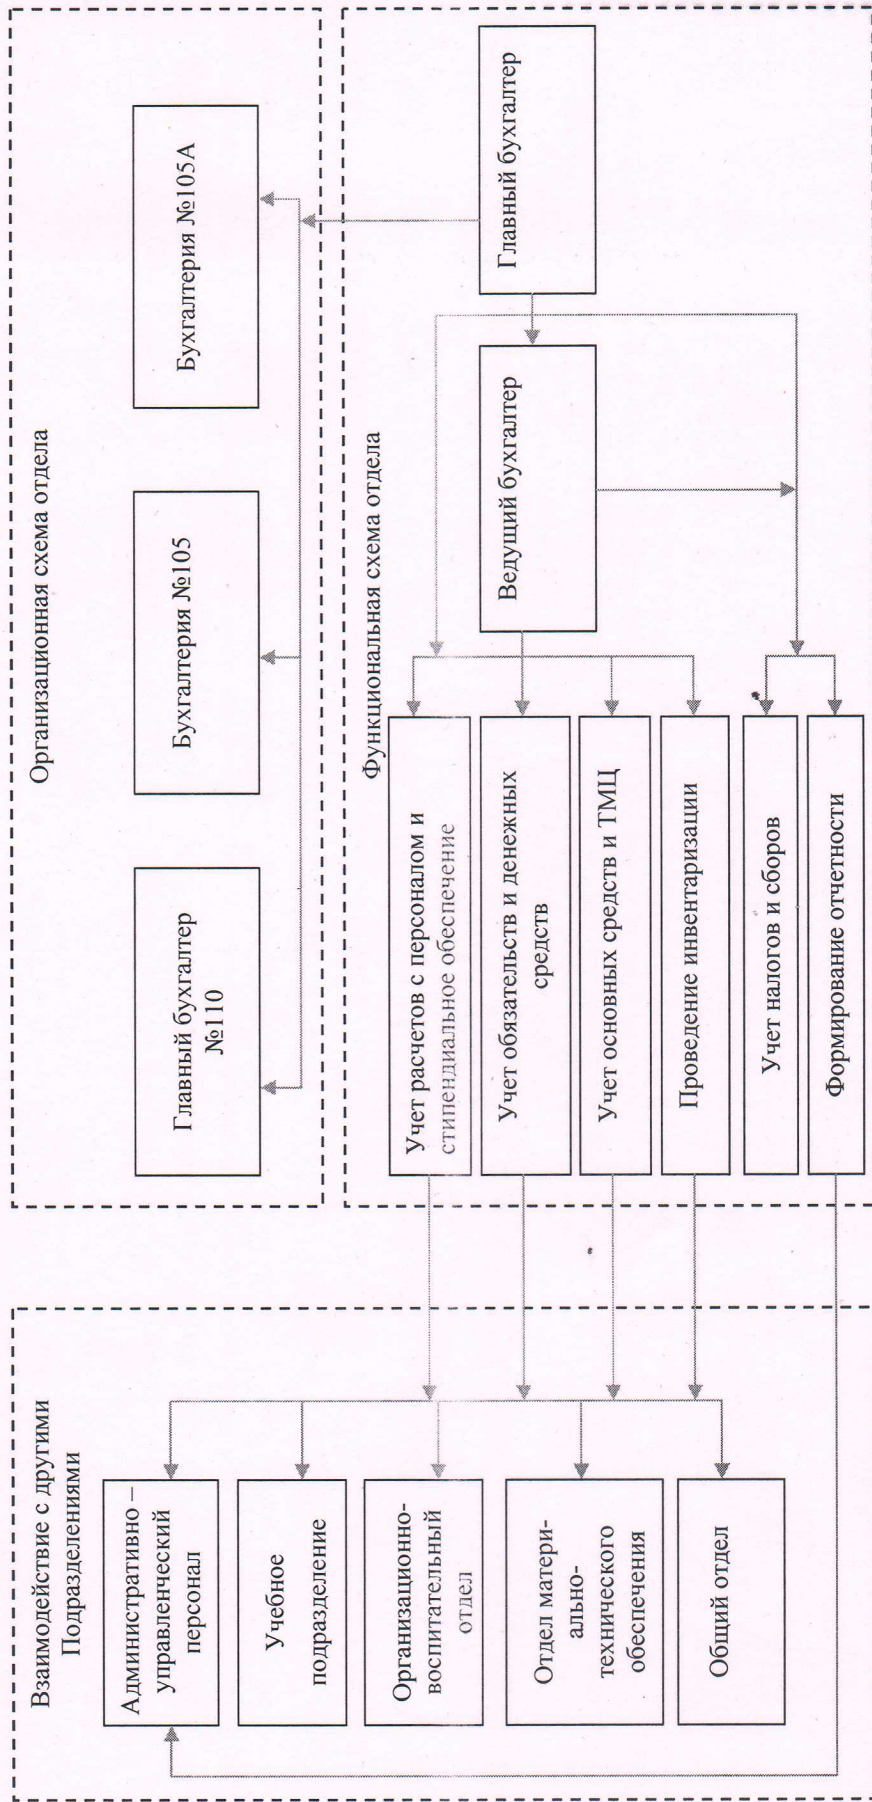 Взаимодействие с другими
Подразделениями
Административно –
управленческий
персонал
Учебное
подразделение
Организационно-
воспитательный
отдел
Отдел матери-
ально-
технического
обеспечения
Общий отдел
Организационная схема отдела
Главный бухгалтер
№110
Бухгалтерия №105
Бухгалтерия №105А
Функциональная схема отдела
Учет расчетов с персоналом и
стипендиальное обеспечение
Учет обязательств и денежных
средств
Учет основных средств и ТМЦ
Проведение инвентаризации
Учет налогов и сборов
Формирование отчетности
Ведущий бухгалтер
Главный бухгалтер